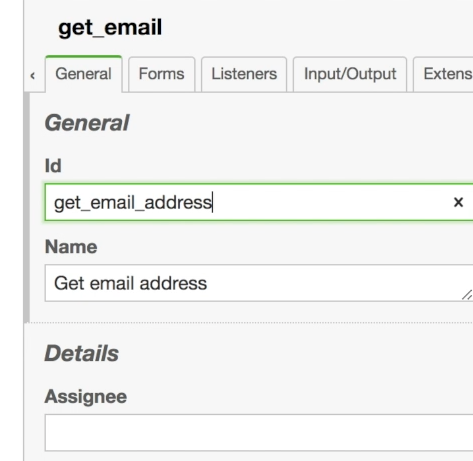 get_email
‹ General Forms Listeners Input/Output Extens
General
Id
get_email_address x
Name
Get email address
Details
Assignee